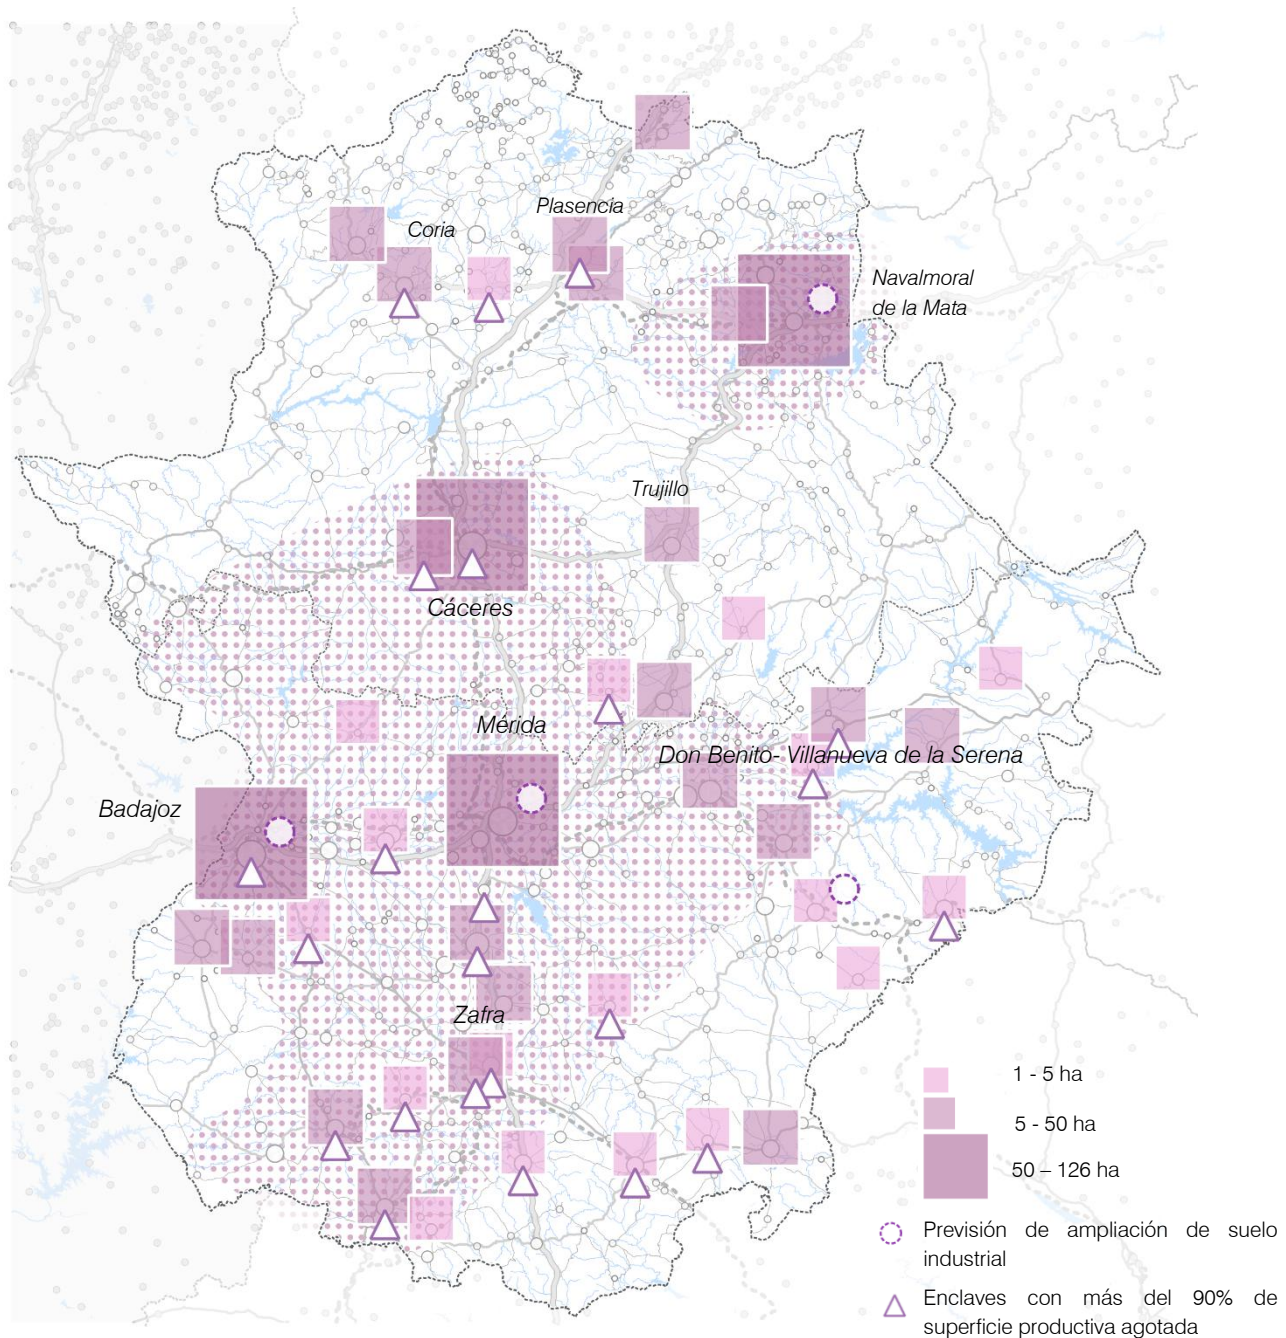 Plasencia
Coria
Navalmoral
de la Mata
Trujillo
Cáceres
Mérida
Don Benito- Villanueva de la Serena
Badajoz
Zafra
1 - 5 ha
5 - 50 ha
50 – 126 ha
Previsión de ampliación de suelo
industrial
Enclaves con más del 90% de
superficie productiva agotada